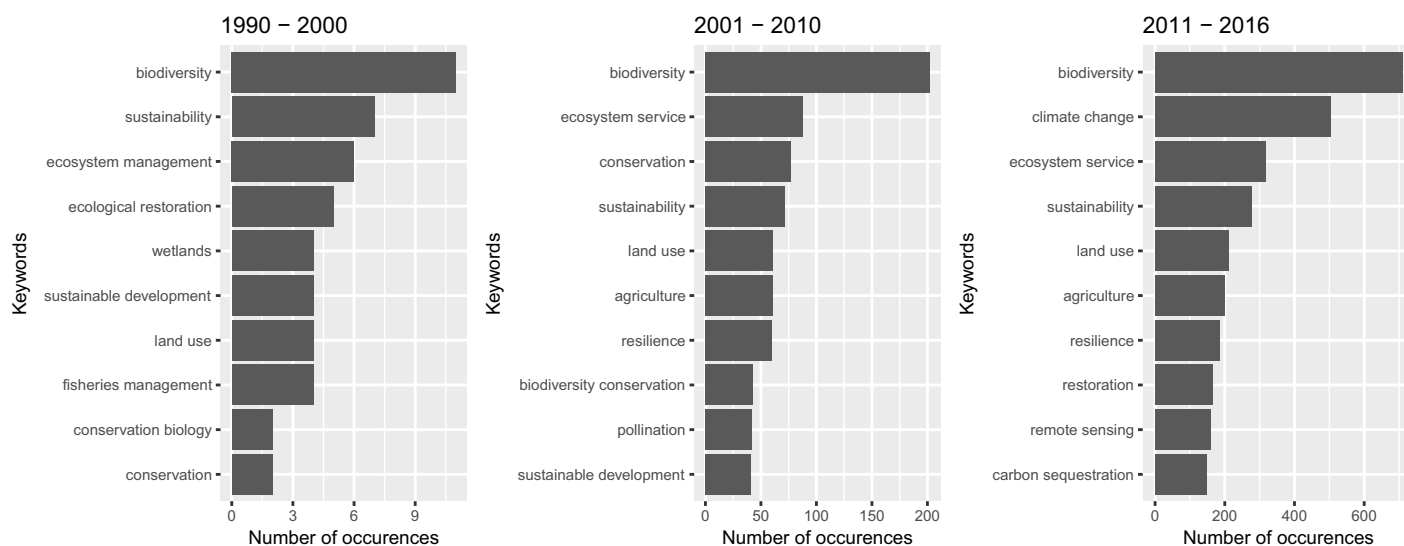 1990 − 2000
Keywords
biodiversity
sustainability
ecosystem management
ecological restoration
wetlands
sustainable development
land use
fisheries management
conservation biology
conservation
0 3 6 9
Number of occurences
2001 − 2010
Keywords
biodiversity
ecosystem service
conservation
sustainability
land use
agriculture
resilience
biodiversity conservation
pollination
sustainable development
0 50 100 150 200
Number of occurences
2011 − 2016
Keywords
biodiversity
climate change
ecosystem service
sustainability
land use
agriculture
resilience
restoration
remote sensing
carbon sequestration
0 200 400 600
Number of occurences